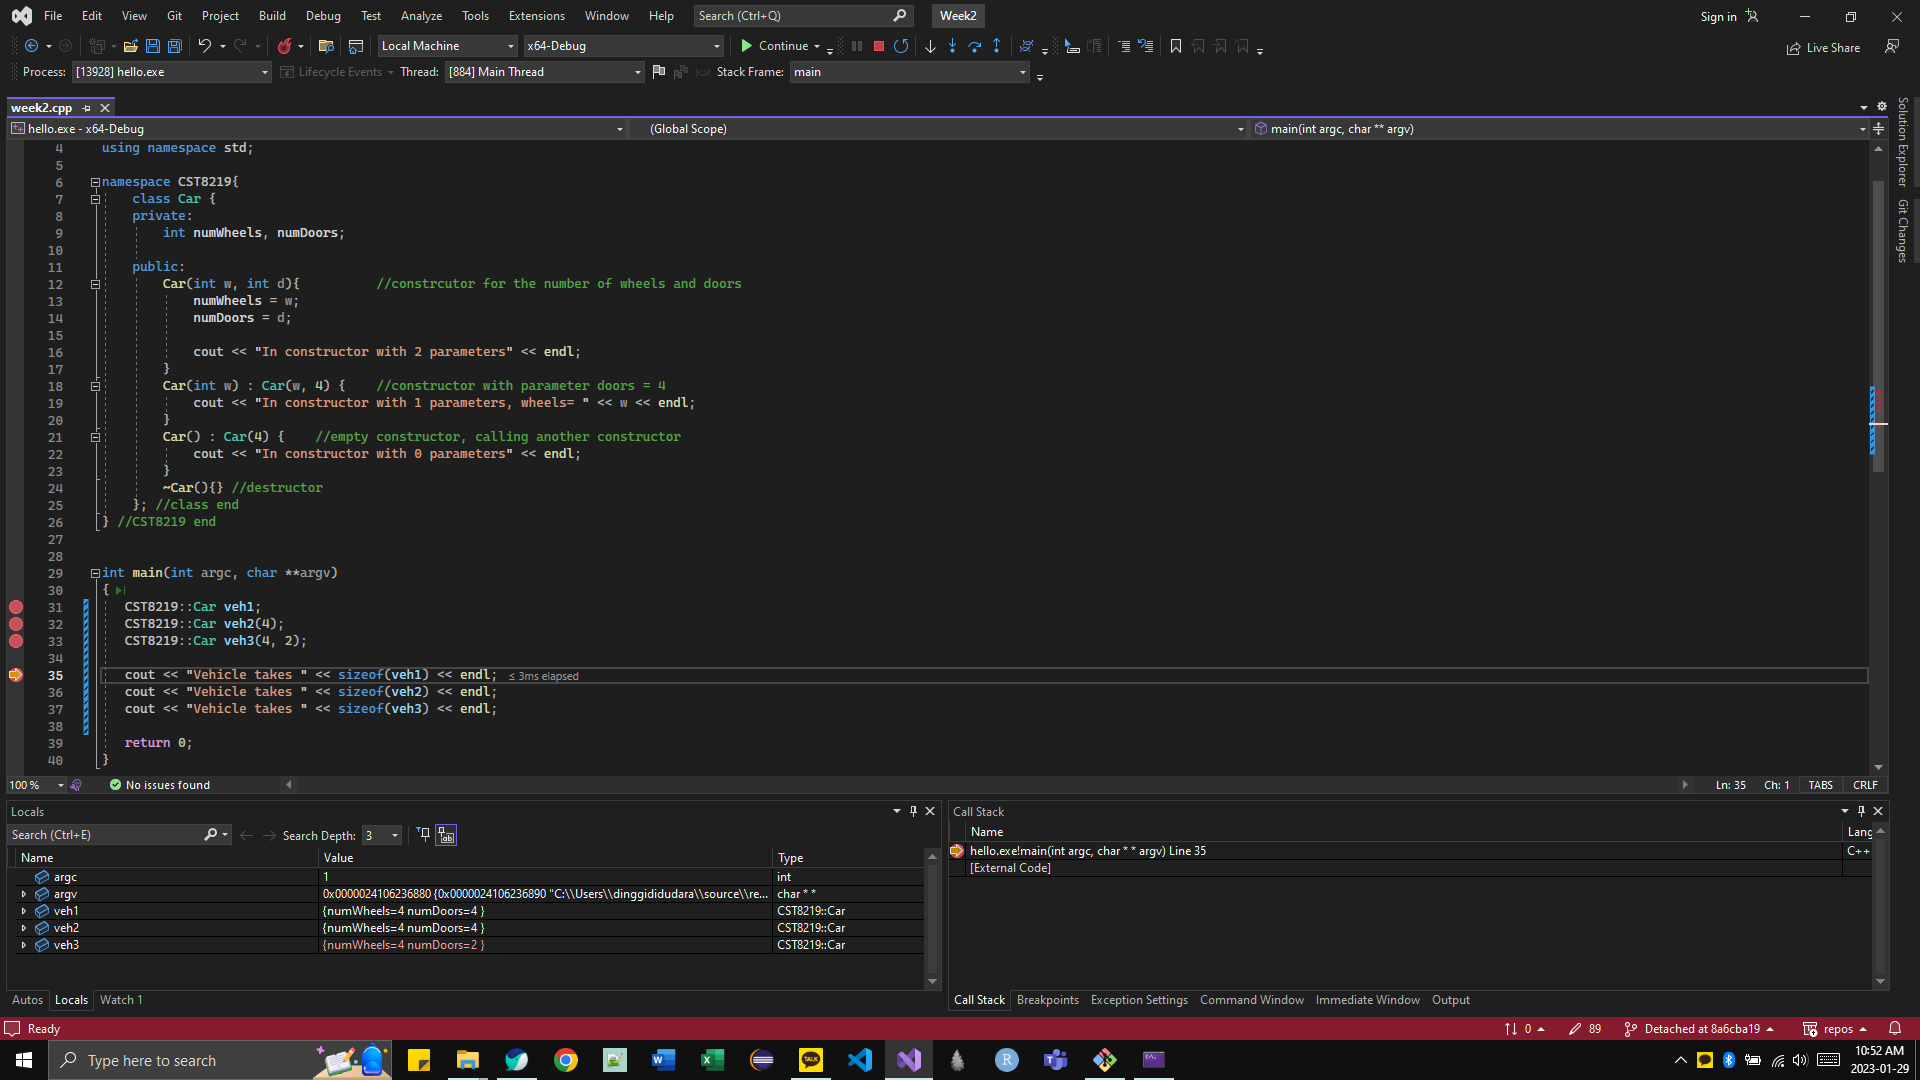 File Edit View Git Project Build Debug Test Analyze Tools Extensions Window Help Search (Ctrl+Q) Week2 Sign in
Local Machine x64-Debug Continue Live Share
Process: [13928] hello.exe Lifecycle Events Thread: [884] Main Thread Stack Frame: main
week2.cpp
hello.exe - x64-Debug (Global Scope) main(int argc, char ** argv)
4 using namespace std;
5
6 namespace CST8219{
7 class Car {
8 private:
9 int numWheels, numDoors;
10
11 public:
12 Car(int w, int d){ //constrcutor for the number of wheels and doors
13 numWheels = w;
14 numDoors = d;
15
16 cout << "In constructor with 2 parameters" << endl;
17 }
18 Car(int w) : Car(w, 4) { //constructor with parameter doors = 4
19 cout << "In constructor with 1 parameters, wheels= " << w << endl;
20 }
21 Car() : Car(4) { //empty constructor, calling another constructor
22 cout << "In constructor with 0 parameters" << endl;
23 }
24 ~Car(){} //destructor
25 }; //class end
26 } //CST8219 end
27
28
29 int main(int argc, char **argv)
30 {
31 CST8219::Car veh1;
32 CST8219::Car veh2(4);
33 CST8219::Car veh3(4, 2);
34
35 cout << "Vehicle takes " << sizeof(veh1) << endl; ≤ 3ms elapsed
36 cout << "Vehicle takes " << sizeof(veh2) << endl;
37 cout << "Vehicle takes " << sizeof(veh3) << endl;
38
39 return 0;
40 }
Solution Explorer
Git Changes
100 % No issues found Ln: 35 Ch: 1 TABS CRLF
Locals
Search (Ctrl+E) Search Depth: 3
Name Value Type
argc 1 int
argv 0x0000024106236880 {0x0000024106236890 "C:\\Users\\dinggididudara\\source\\re... char * *
veh1 {numWheels=4 numDoors=4 } CST8219::Car
veh2 {numWheels=4 numDoors=4 } CST8219::Car
veh3 {numWheels=4 numDoors=2 } CST8219::Car
Autos Locals Watch 1
Call Stack
Name Lang
hello.exe!main(int argc, char * * argv) Line 35 C++
[External Code]
Call Stack Breakpoints Exception Settings Command Window Immediate Window Output
Ready 0 89 Detached at 8a6cba19 repos
Type here to search
TALK
10:52 AM
2023-01-29